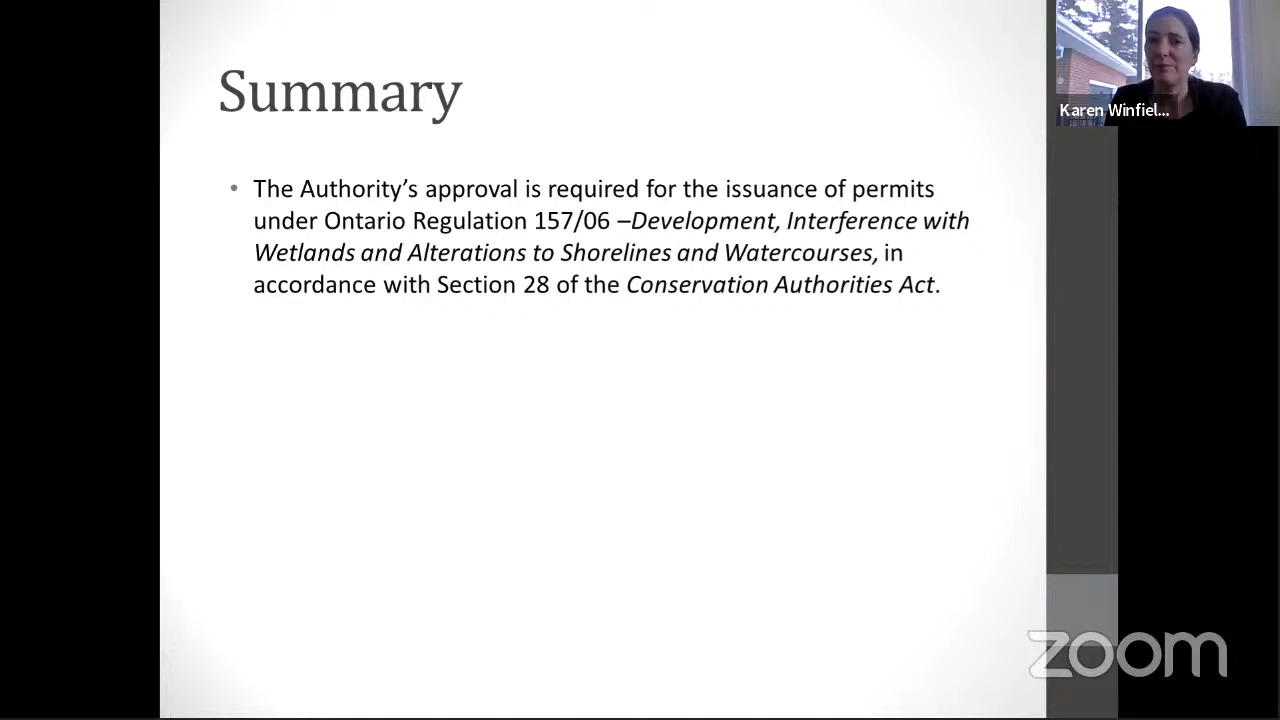 Summary
• The Authority's approval is required for the issuance of permits
under Ontario Regulation 157/06 –Development, Interference with
Wetlands and Alterations to Shorelines and Watercourses, in
accordance with Section 28 of the Conservation Authorities Act.
Karen Winfiel...
zoom